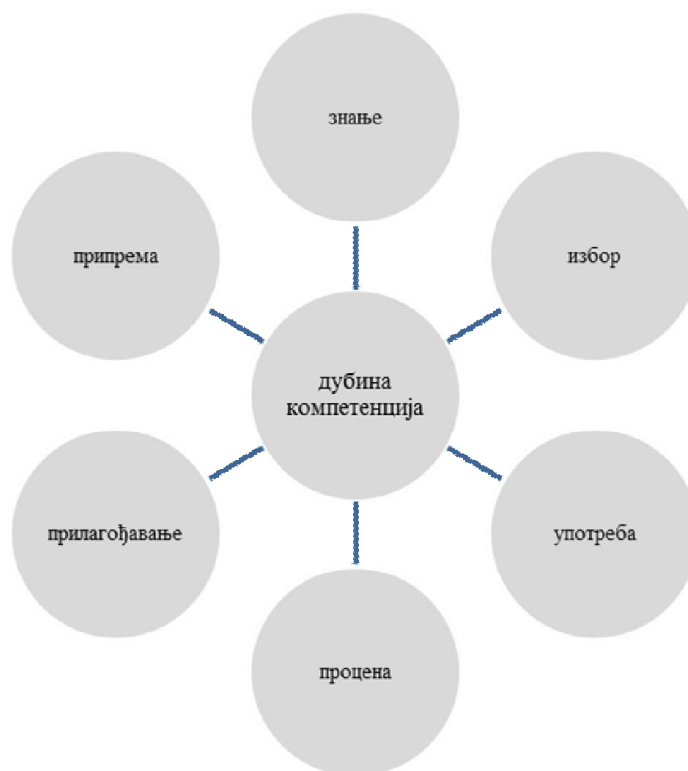 знање
припрема
избор
дубина
компетенција
прилагођавање
употреба
процена